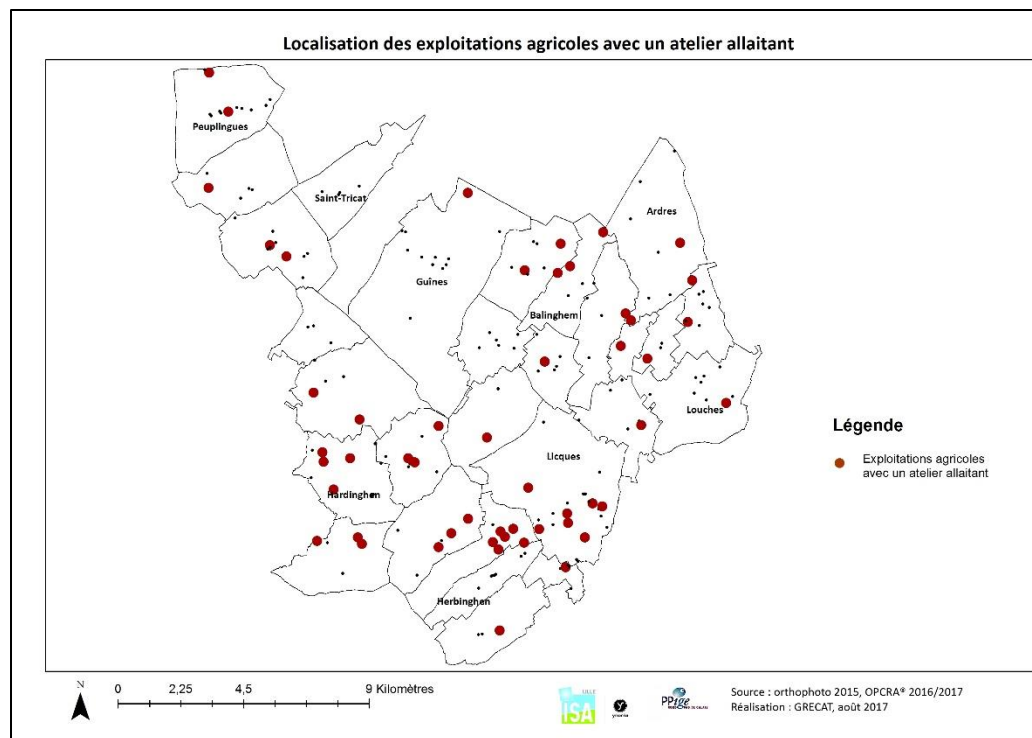 Localisation des exploitations agricoles avec un atelier allaitant
Peuplingues
Saint-Tricat
Ardres
Guînes
Balinghem
Louches
Licques
Hardinghen
Herbinghen
Légende
Exploitations agricoles
avec un atelier allaitant
N
0 2,25 4,5 9 Kilomètres
LILLE
ISA
yncréa
PPige
Source : orthophoto 2015, OPCRA® 2016/2017
Réalisation : GRECAT, août 2017